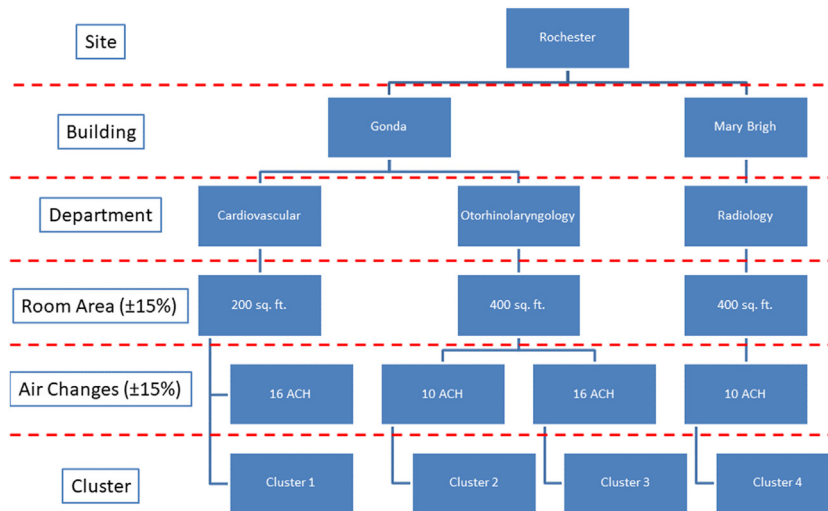 Site
Rochester
Building
Gonda
Mary Brigh
Department
Cardiovascular
Otorhinolaryngology
Radiology
Room Area (±15%)
200 sq. ft.
400 sq. ft.
400 sq. ft.
Air Changes (±15%)
16 ACH
10 ACH
16 ACH
10 ACH
Cluster
Cluster 1
Cluster 2
Cluster 3
Cluster 4